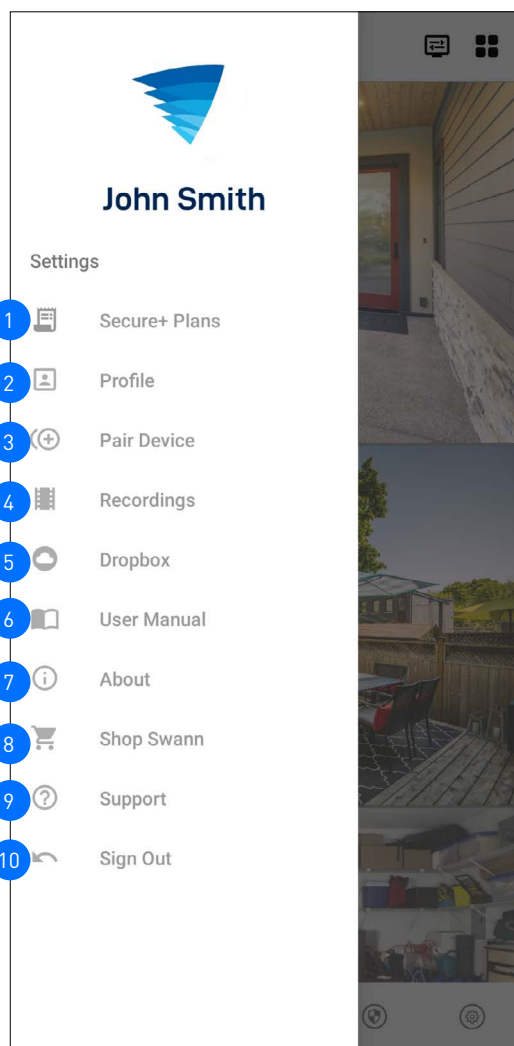 John Smith
Settings
1 Secure+ Plans
2 Profile
3 Pair Device
4 Recordings
5 Dropbox
6 User Manual
7 About
8 Shop Swann
9 Support
10 Sign Out